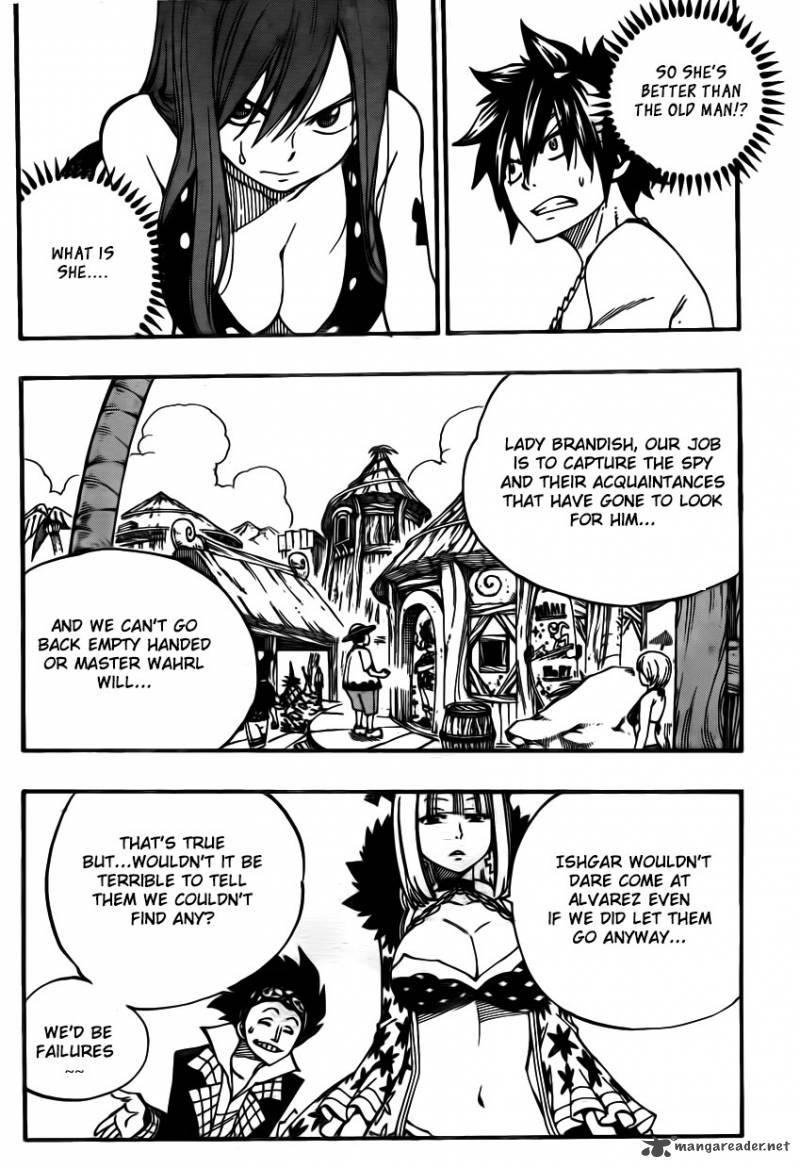 SO SHE'S
BETTER THAN
THE OLD MAN!?
WHAT IS
SHE....
LADY BRANDISH, OUR JOB
IS TO CAPTURE THE SPY
AND THEIR ACQUAINTANCES
THAT HAVE GONE TO LOOK
FOR HIM...
AND WE CAN'T GO
BACK EMPTY HANDED
OR MASTER WAHRL
WILL...
ISHGAR WOULDN'T
DARE COME AT
ALVAREZ EVEN
IF WE DID LET THEM
GO ANYWAY...
THAT'S TRUE
BUT...WOULDN'T IT BE
TERRIBLE TO TELL
THEM WE COULDN'T
FIND ANY?
WE'D BE
FAILURES
~~
mangareader.net